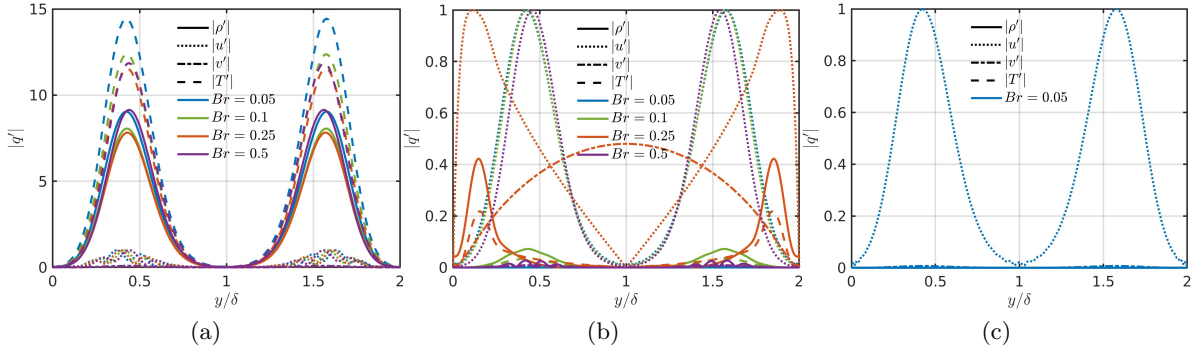 15
10
5
0
|q′|
0
0.5
1
1.5
2
y/δ
|ρ′|
|u′|
|v′|
|T′|
Br = 0.05
Br = 0.1
Br = 0.25
Br = 0.5
(a)
1
0.8
0.6
0.4
0.2
0
|q′|
0
0.5
1
1.5
2
y/δ
|ρ′|
|u′|
|v′|
|T′|
Br = 0.05
Br = 0.1
Br = 0.25
Br = 0.5
(b)
1
0.8
0.6
0.4
0.2
0
|q′|
0
0.5
1
1.5
2
y/δ
|ρ′|
|u′|
|v′|
|T′|
Br = 0.05
(c)